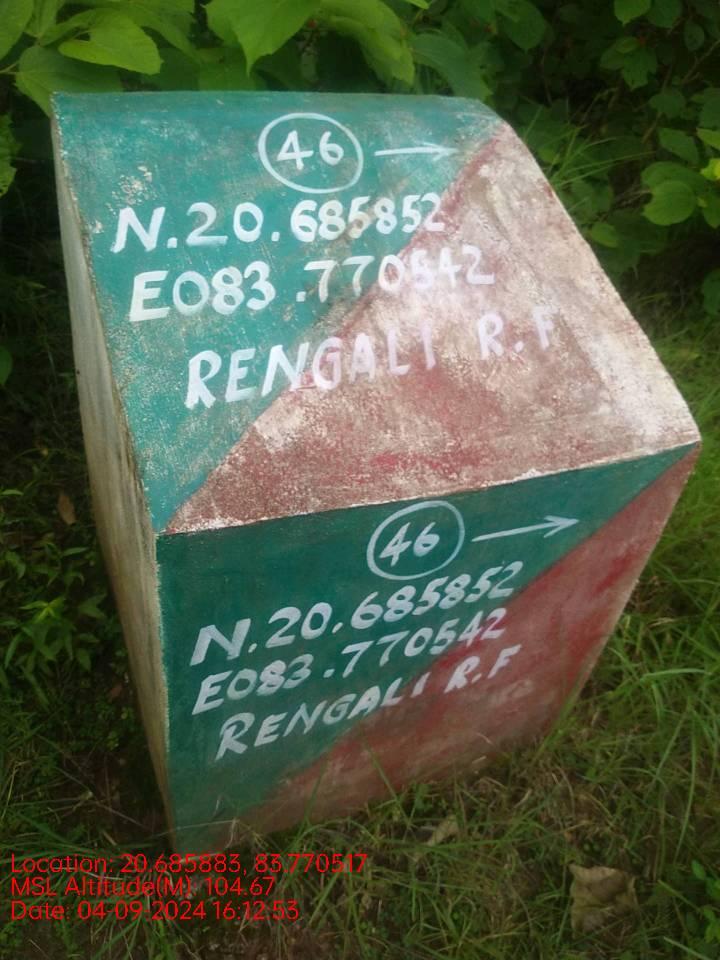 46
N.20.685852
E083.770542
RENGALI R.F
46
N.20.685852
E083.770542
RENGALI R.F
Location: 20.685883, 83.770517
MSL Altitude(M): 104.67
Date: 04-09-2024 16:12:53